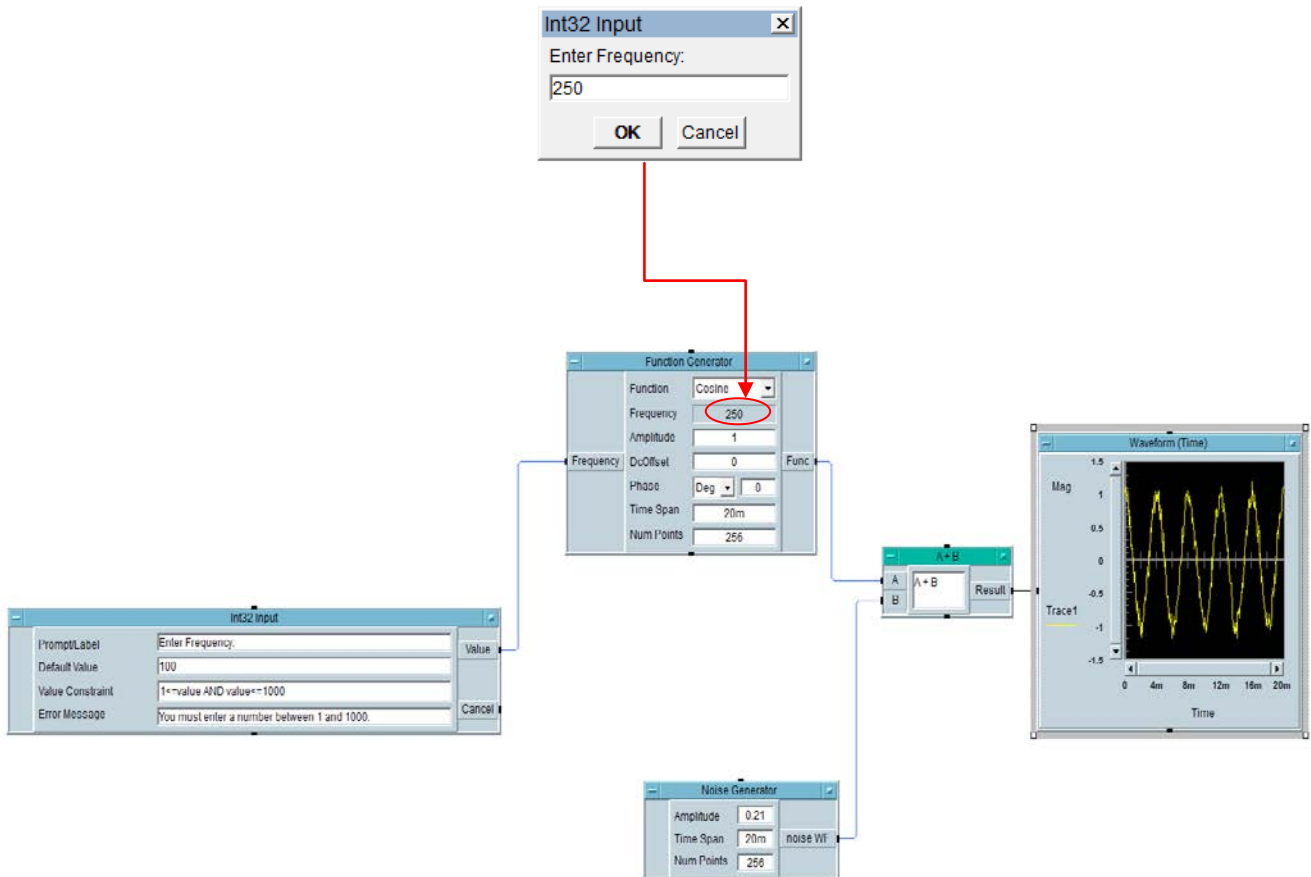 Int32 Input
Enter Frequency:
250
OK Cancel
Function Generator
Function Cosine
Frequency 250
Amplitude 1
Frequency DcOffset 0 Func
Phase Deg 0
Time Span 20m
Num Points 256
A+B
A A+B Result
B
Waveform (Time)
Mag
1.5
1
0.5
0
-0.5
-1
-1.5
Trace1
0 4m 8m 12m 16m 20m
Time
Int32 Input
Prompt/Label Enter Frequency: Value
Default Value 100
Value Constraint 1<=value AND value<=1000
Error Message You must enter a number between 1 and 1000. Cancel
Noise Generator
Amplitude 0.21
Time Span 20m noise WF
Num Points 256